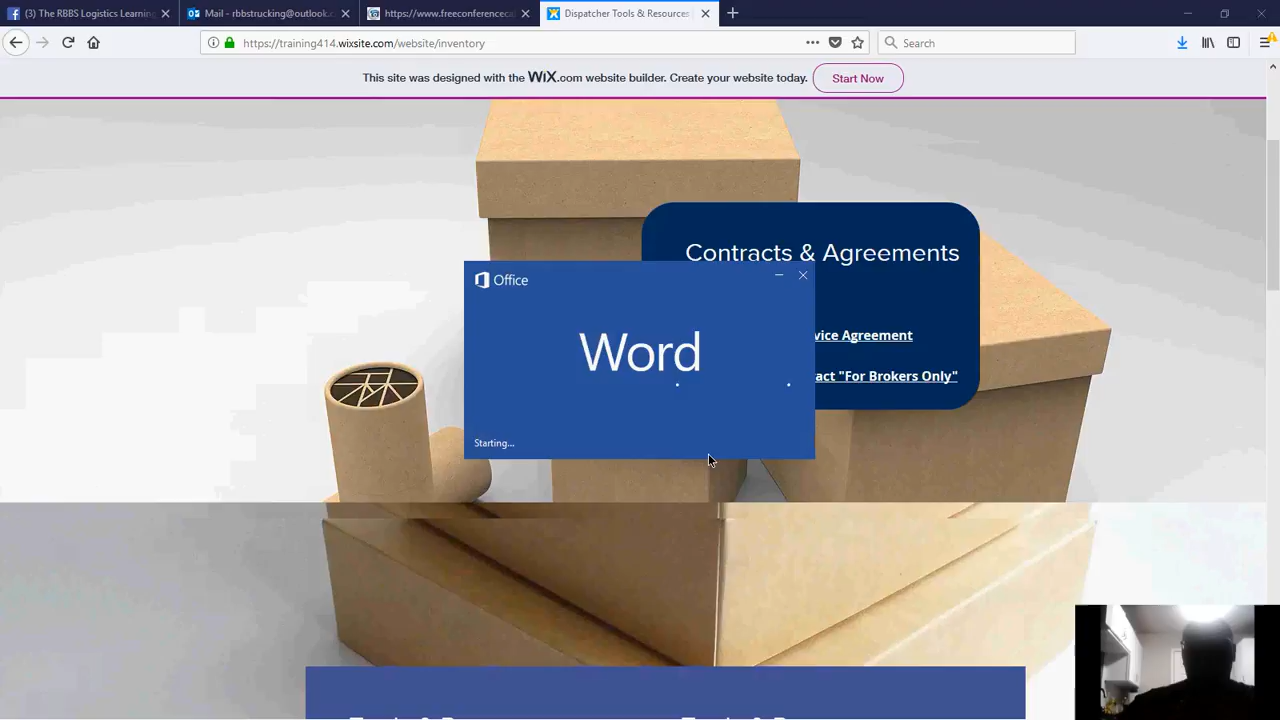 (3) The RBBS Logistics Learning
Mail - rbbstrucking@outlook.c
https://www.freeconferenceca
Dispatcher Tools & Resources
https://training414.wixsite.com/website/inventory
Search
This site was designed with the WiX.com website builder. Create your website today.
Start Now
Contracts & Agreements
Office
Word
Starting...
vice Agreement
act "For Brokers Only"